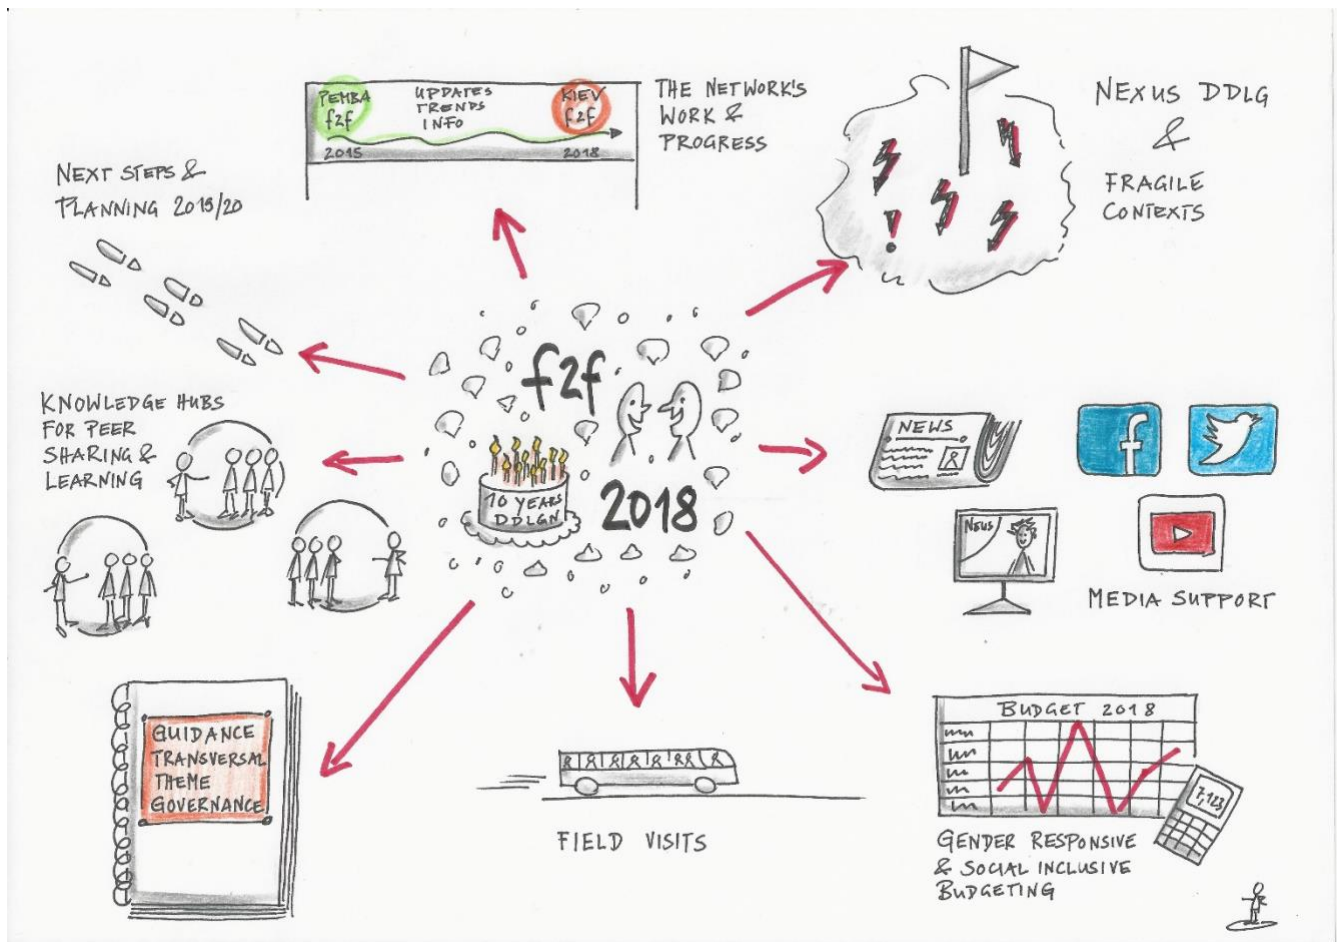 PEMBA
f2f
UPDATES
TRENDS
INFO
KIEV
f2f
2015
2018
THE NETWORK'S
WORK &
PROGRESS
NEXUS DDLG
&
FRAGILE
CONTEXTS
NEXT STEPS &
PLANNING 2019/20
KNOWLEDGE HUBS
FOR PEER
SHARING &
LEARNING
f2f
2018
10 YEARS
DDLGN
NEWS
f
NEWS
MEDIA SUPPORT
GUIDANCE
TRANSVERSAL
THEME
GOVERNANCE
FIELD VISITS
BUDGET 2018
7,123
GENDER RESPONSIVE
& SOCIAL INCLUSIVE
BUDGETING